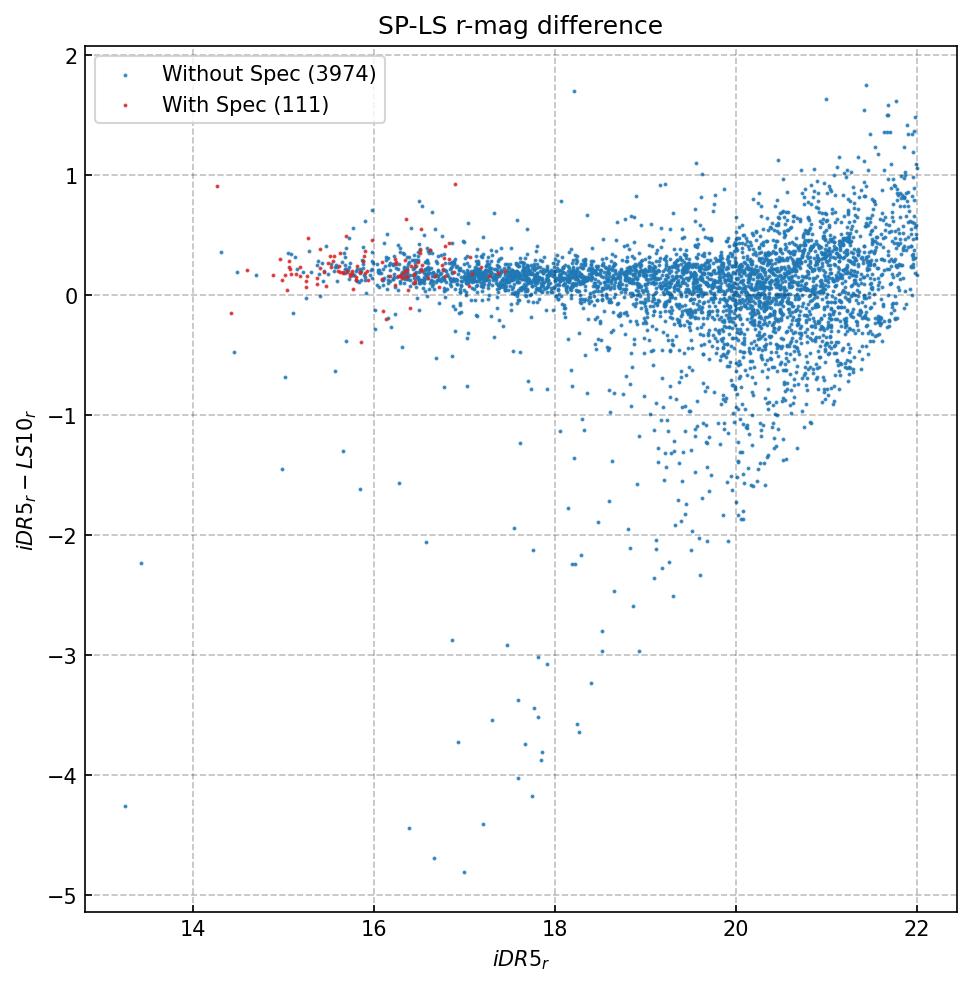 SP-LS r-mag difference
Without Spec (3974)
With Spec (111)
2
1
0
−1
−2
−3
−4
−5
iDR5r − LS10r
14 16 18 20 22
iDR5r